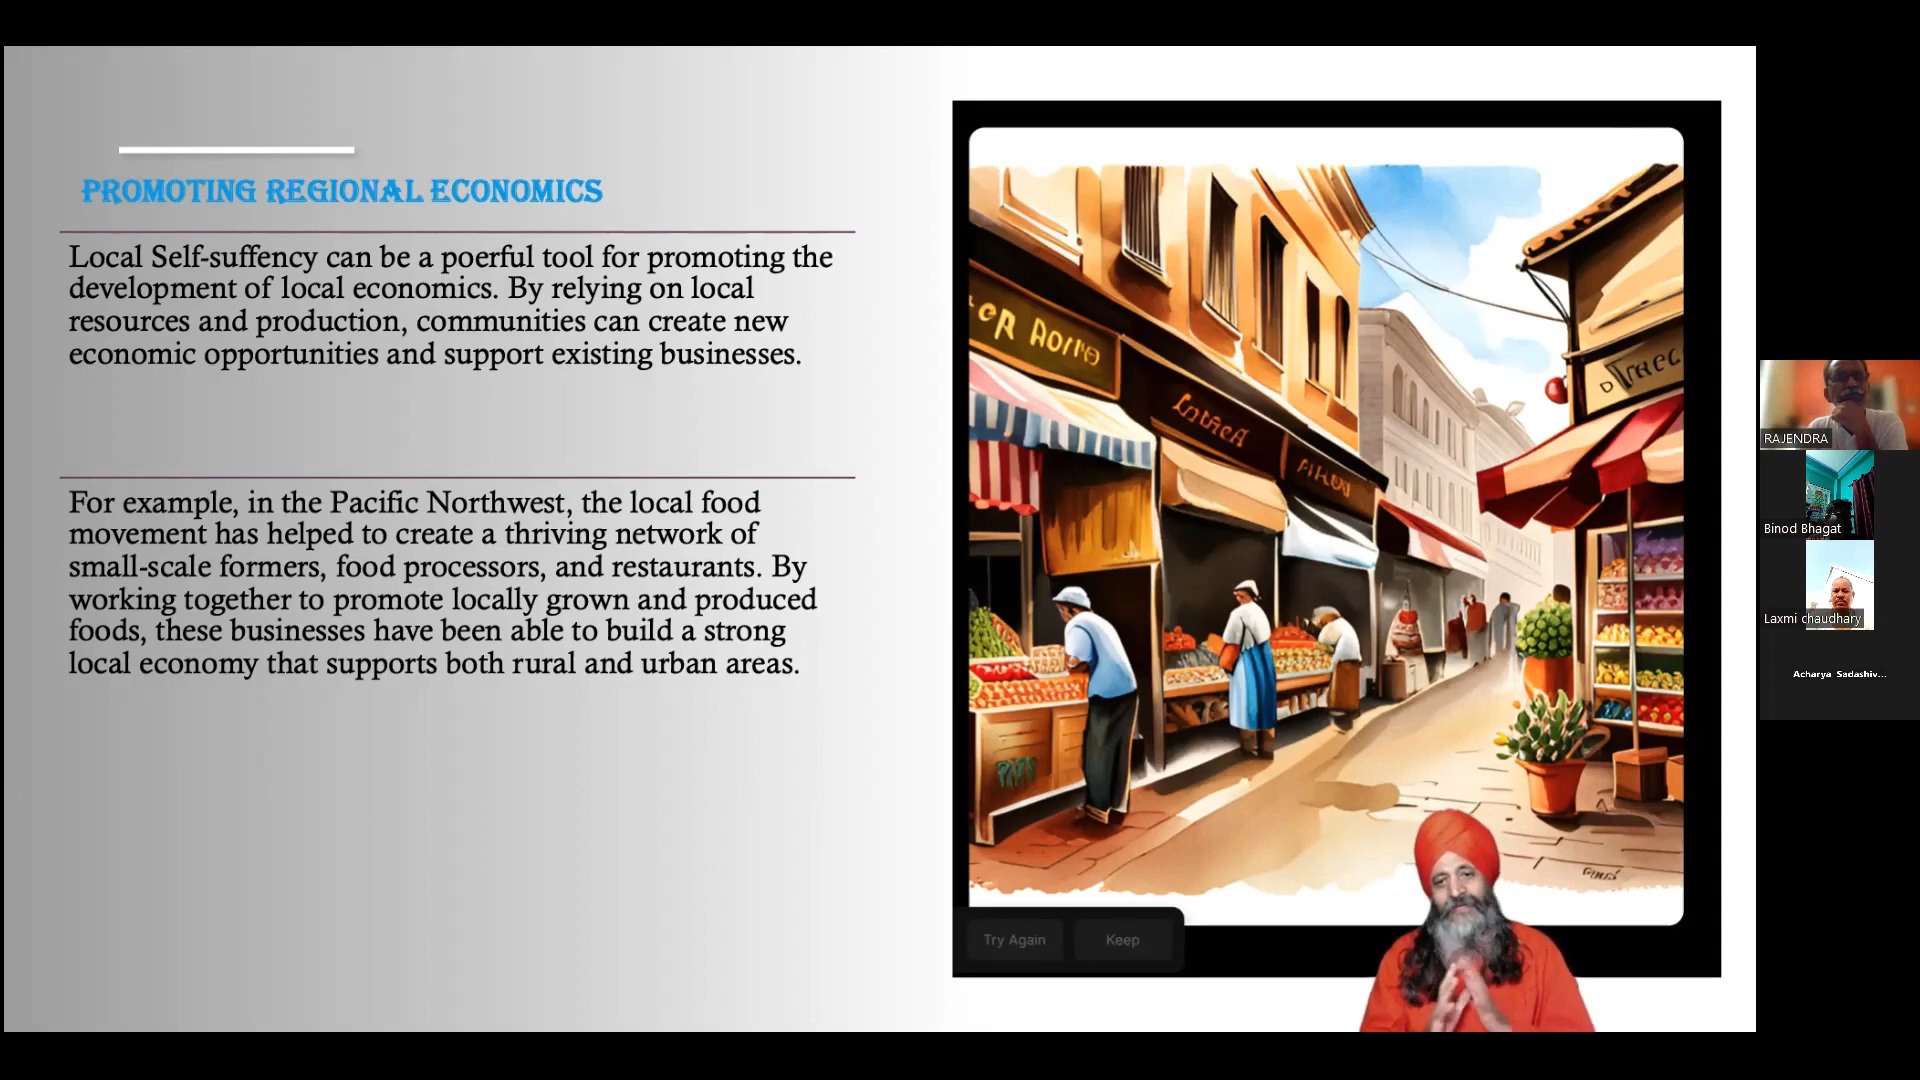 PROMOTING REGIONAL ECONOMICS
Local Self-suffency can be a poerful tool for promoting the
development of local economics. By relying on local
resources and production, communities can create new
economic opportunities and support existing businesses.
For example, in the Pacific Northwest, the local food
movement has helped to create a thriving network of
small-scale formers, food processors, and restaurants. By
working together to promote locally grown and produced
foods, these businesses have been able to build a strong
local economy that supports both rural and urban areas.
Try Again
Keep
RAJENDRA
Binod Bhagat
Laxmi chaudhary
Acharya Sadashiv...